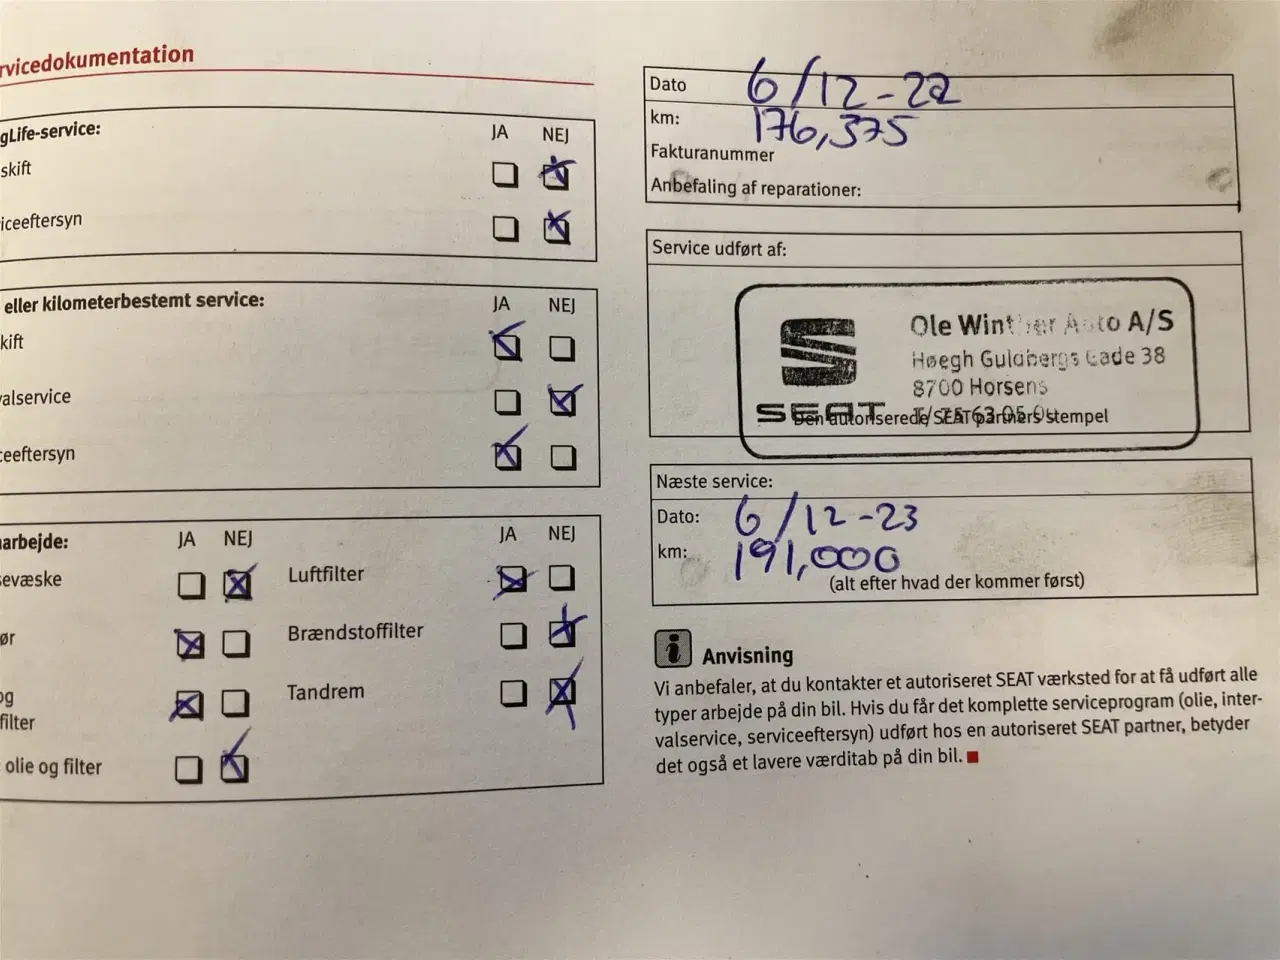 rvicedokumentation
gLife-service:
JA NEJ
skift
iceeftersyn
eller kilometerbestemt service:
JA NEJ
kift
valservice
ceeftersyn
arbejde:
JA NEJ
JA NEJ
sevæske
Luftfilter
ør
Brændstoffilter
og
filter
Tandrem
olie og filter
Dato 6/12-22
km: 176,375
Fakturanummer
Anbefaling af reparationer:
Service udført af:
Ole Winther Auto A/S
Høegh Guldbergs Gade 38
8700 Horsens
SEAT
Den autoriserede SEAT partners stempel
Næste service:
Dato: 6/12-23
km: 191,000
(alt efter hvad der kommer først)
i Anvisning
Vi anbefaler, at du kontakter et autoriseret SEAT værksted for at få udført alle
typer arbejde på din bil. Hvis du får det komplette serviceprogram (olie, inter-
valservice, serviceeftersyn) udført hos en autoriseret SEAT partner, betyder
det også et lavere værditab på din bil.